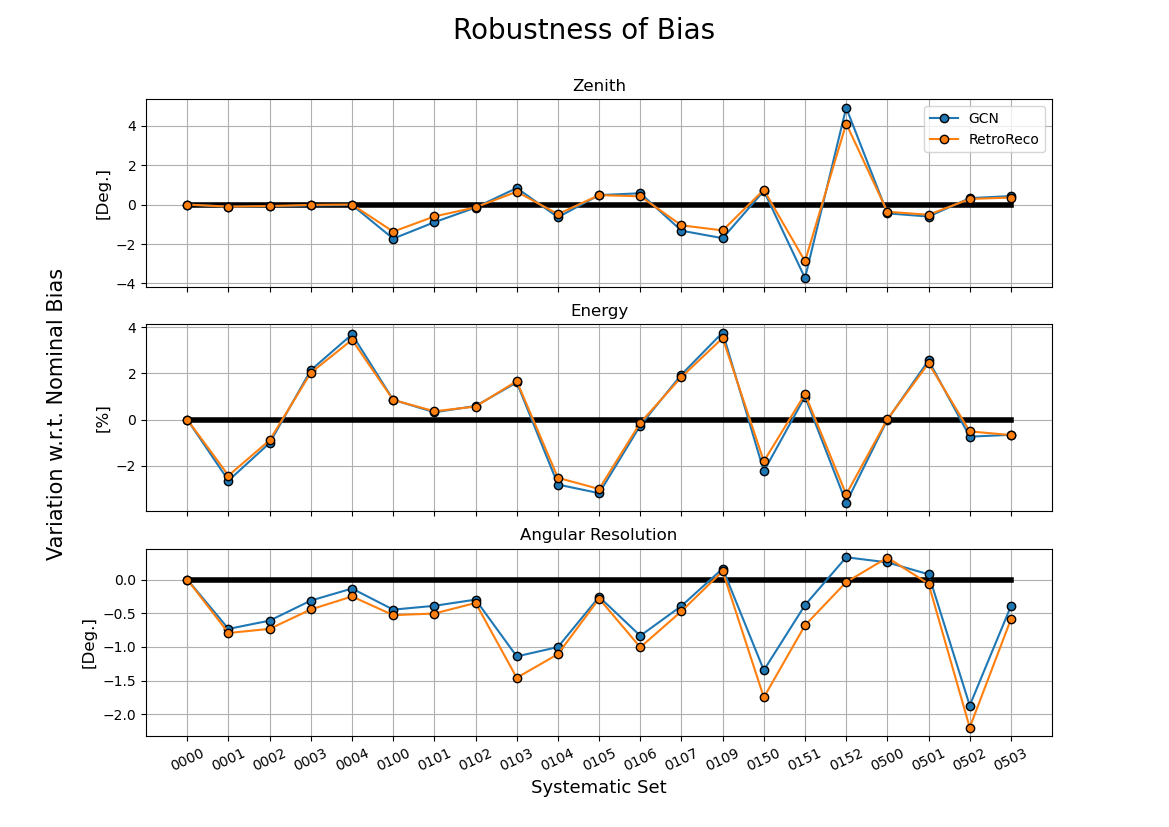 Robustness of Bias
Zenith
GCN
RetroReco
4
2
0
−2
−4
[Deg.]
Energy
4
2
0
−2
[%]
Variation w.r.t. Nominal Bias
Angular Resolution
0.0
−0.5
−1.0
−1.5
−2.0
[Deg.]
0000 0001 0002 0003 0004 0100 0101 0102 0103 0104 0105 0106 0107 0109 0150 0151 0152 0500 0501 0502 0503
Systematic Set